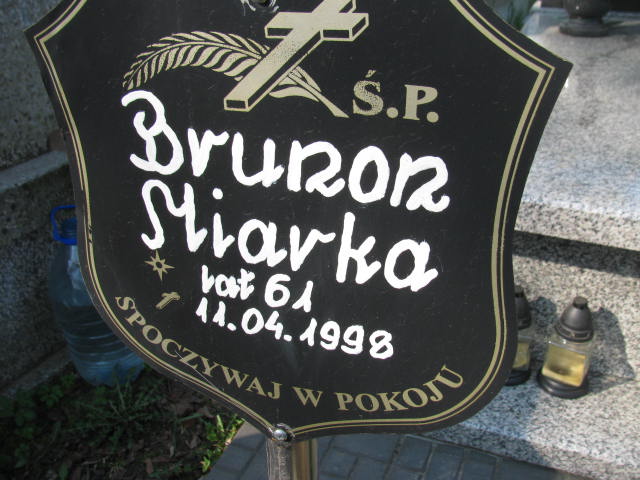 Ś.P.
Brunon
Miarka
lat 61
11.04.1998
SPOCZYWAJ W POKOJU